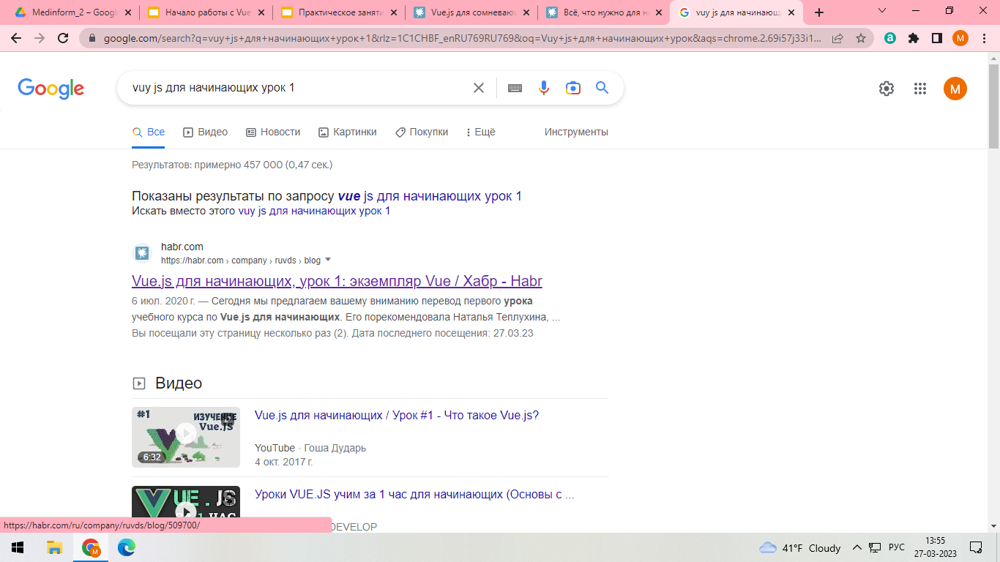 Medinform_2 – Googl
Начало работы с Vue
Практическое заняти
Vue.js для сомневаю
Всё, что нужно для н
vuy js для начинающ
google.com/search?q=vuy+js+для+начинающих+урок+1&rlz=1C1CHBF_enRU769RU769&oq=Vuy+js+для+начинающих+урок&aqs=chrome.2.69i57j33i1...
M
Google
vuy js для начинающих урок 1
M
Все
Видео
Новости
Картинки
Покупки
Ещё
Инструменты
Результатов: примерно 457 000 (0,47 сек.)
Показаны результаты по запросу vue js для начинающих урок 1
Искать вместо этого vuy js для начинающих урок 1
habr.com
https://habr.com › company › ruvds › blog
Vue.js для начинающих, урок 1: экземпляр Vue / Хабр - Habr
6 июл. 2020 г. — Сегодня мы предлагаем вашему вниманию перевод первого урока
учебного курса по Vue.js для начинающих. Его порекомендовала Наталья Теплухина, ...
Вы посещали эту страницу несколько раз (2). Дата последнего посещения: 27.03.23
Видео
#1 ИЗУЧЕНИЕ
Vue.JS
6:32
Vue.js для начинающих / Урок #1 - Что такое Vue.js?
YouTube · Гоша Дударь
4 окт. 2017 г.
UE.JS
Уроки VUE.JS учим за 1 час для начинающих (Основы с ...
DEVELOP
https://habr.com/ru/company/ruvds/blog/509700/
M
41°F Cloudy
РУС
13:55
27-03-2023